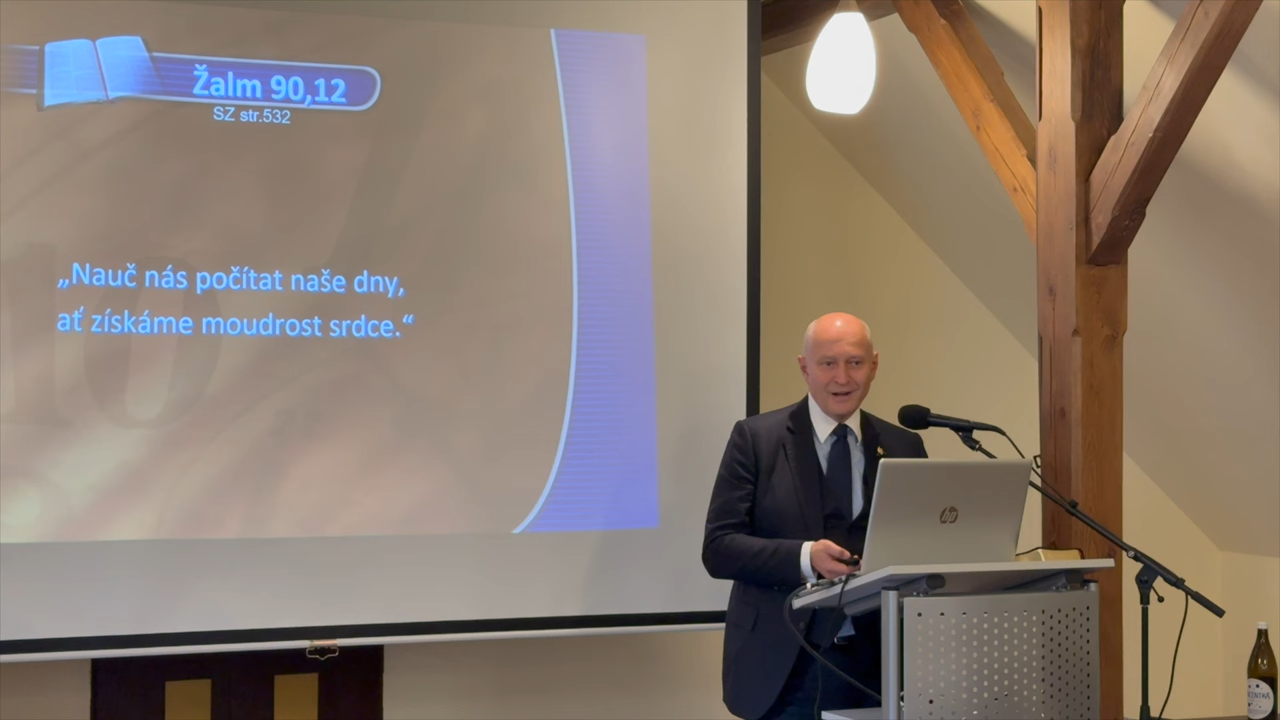 Žalm 90,12
SZ str.532
„Nauč nás počítat naše dny,
ať získáme moudrost srdce.“
hp